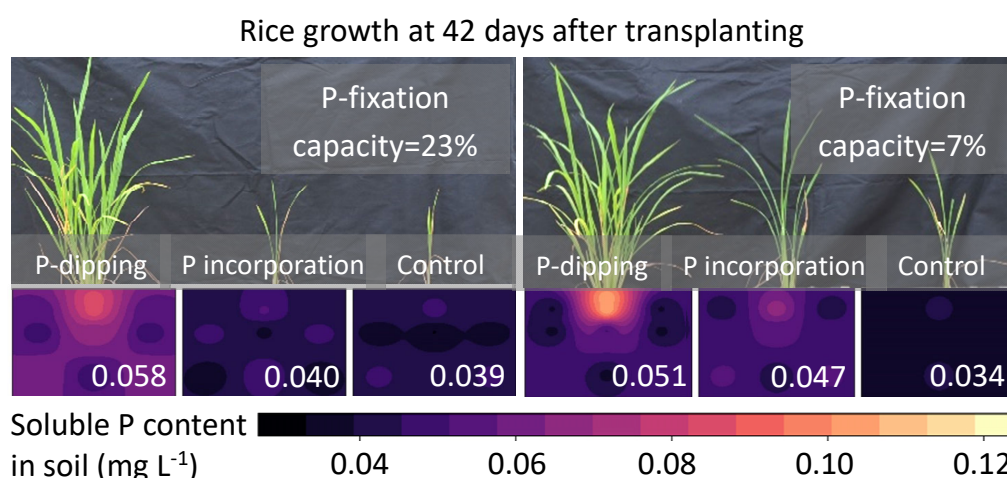 Rice growth at 42 days after transplanting
P-fixation
capacity=23%
P-fixation
capacity=7%
P-dipping P incorporation Control
P-dipping P incorporation Control
0.058 0.040 0.039 0.051 0.047 0.034
Soluble P content
in soil (mg L⁻¹)
0.04 0.06 0.08 0.10 0.12